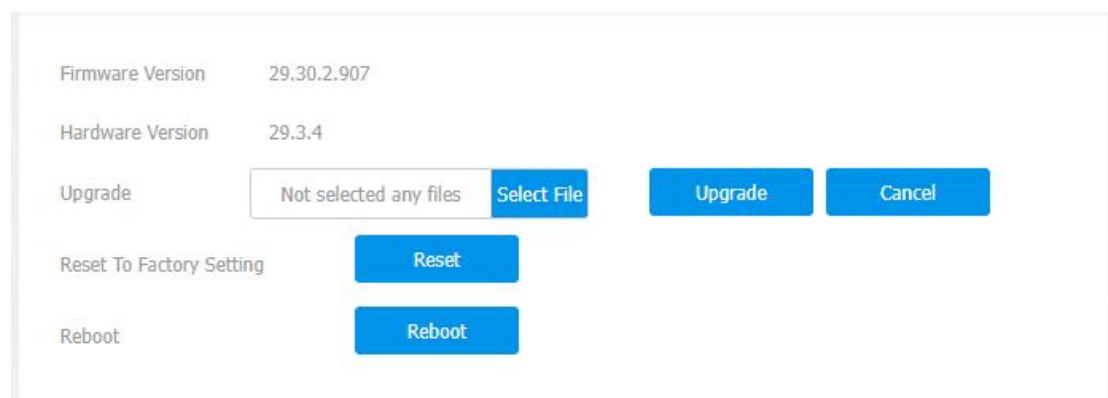 Firmware Version 29.30.2.907
Hardware Version 29.3.4
Upgrade Not selected any files Select File Upgrade Cancel
Reset To Factory Setting Reset
Reboot Reboot